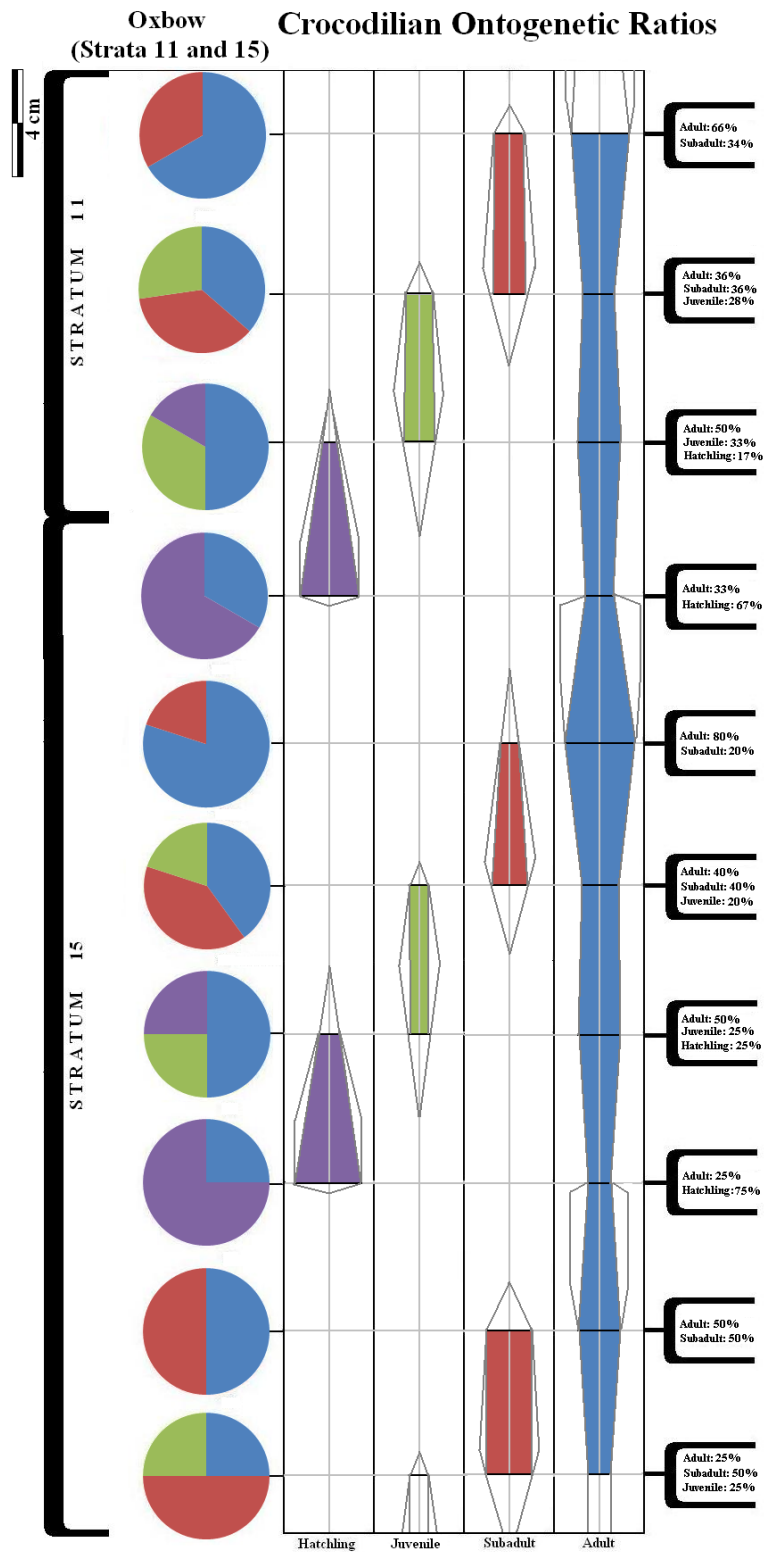 Oxbow
(Strata 11 and 15)
Crocodilian Ontogenetic Ratios
4 cm
STRATUM 11
Adult: 66%
Subadult: 34%
Adult: 36%
Subadult: 36%
Juvenile: 28%
Adult: 50%
Juvenile: 33%
Hatchling: 17%
Adult: 33%
Hatchling: 67%
STRATUM 15
Adult: 80%
Subadult: 20%
Adult: 40%
Subadult: 40%
Juvenile: 20%
Adult: 50%
Juvenile: 25%
Hatchling: 25%
Adult: 25%
Hatchling: 75%
Adult: 50%
Subadult: 50%
Adult: 25%
Subadult: 50%
Juvenile: 25%
Hatchling
Juvenile
Subadult
Adult